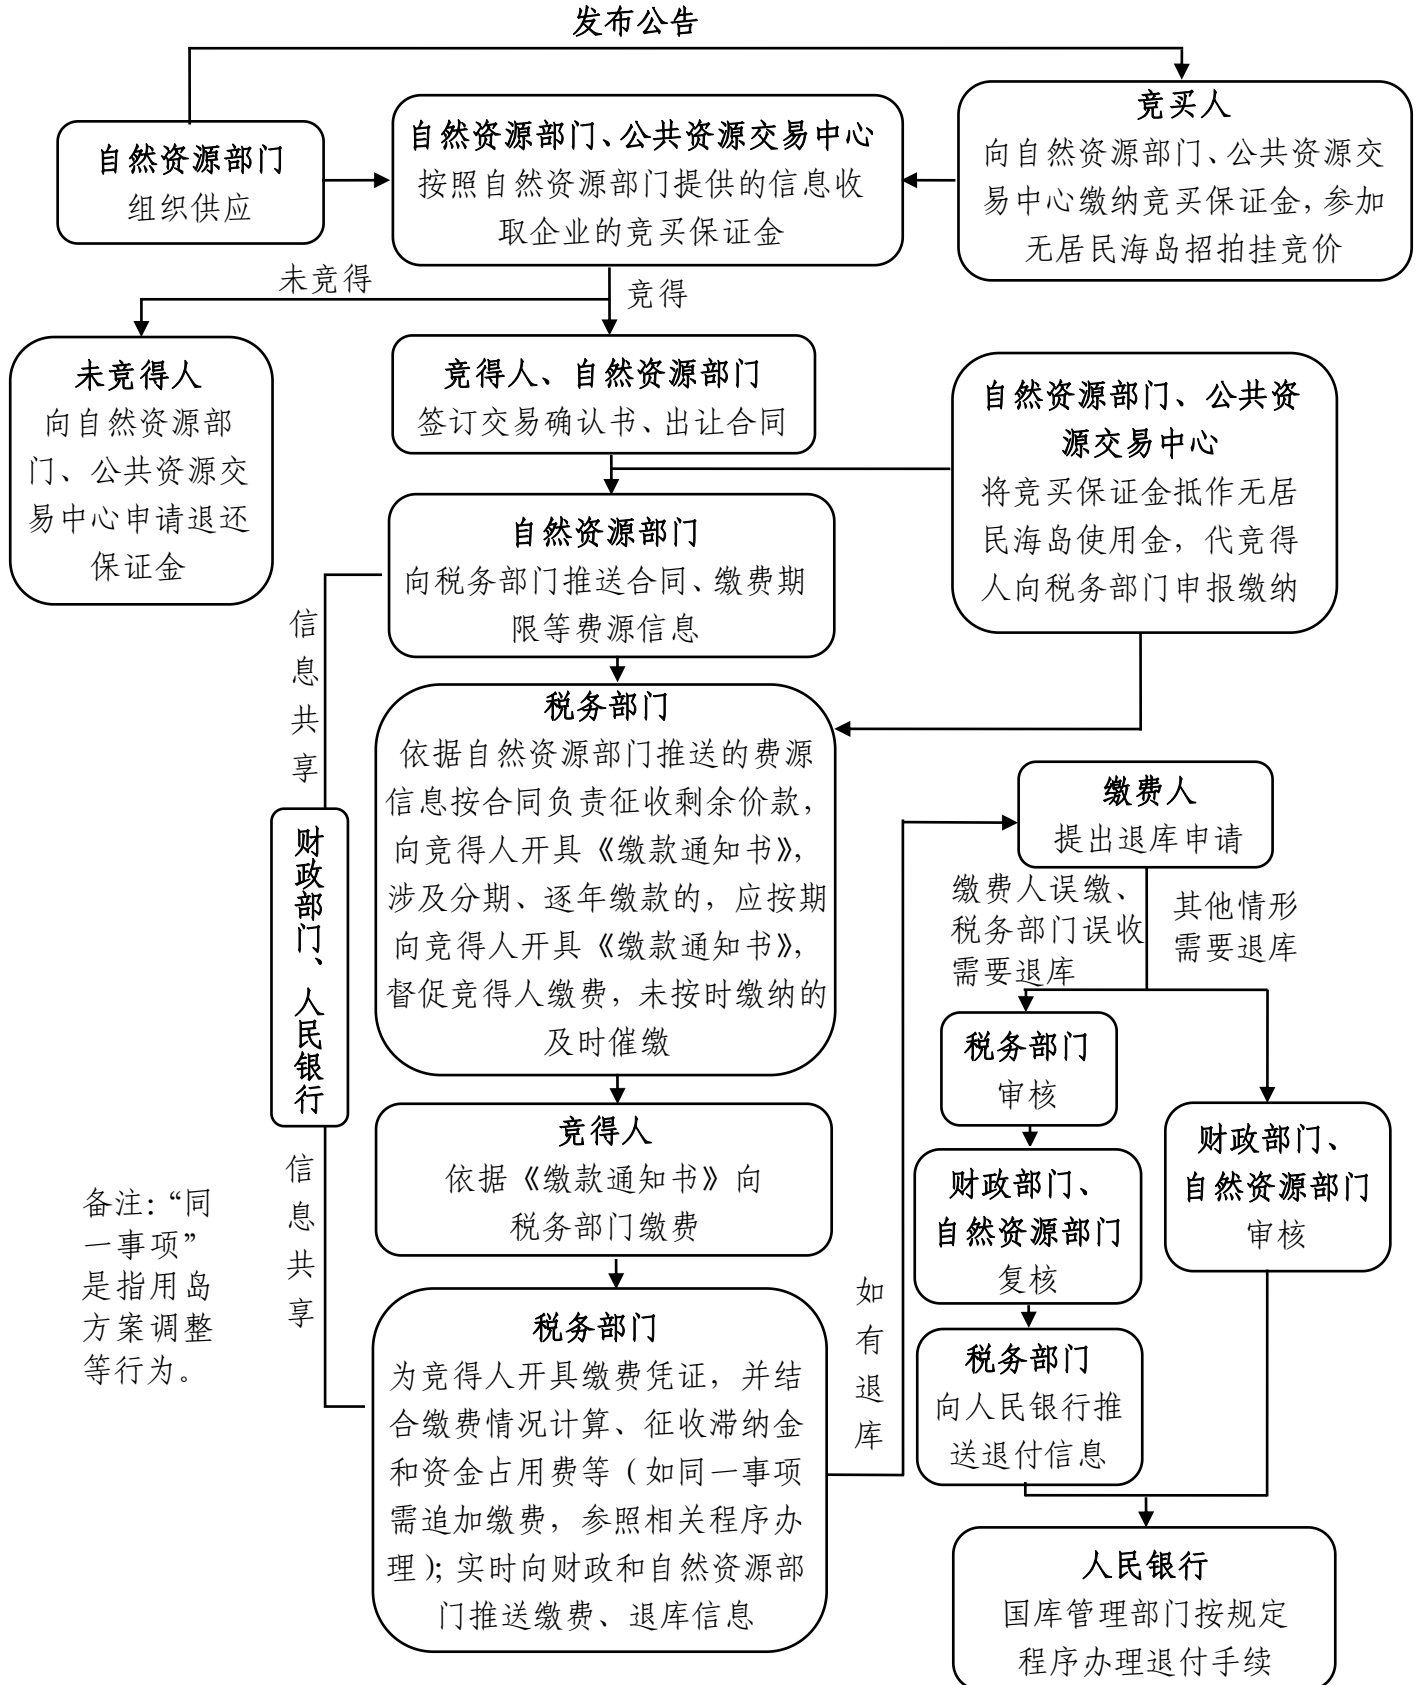 发布公告
自然资源部门
组织供应
自然资源部门、公共资源交易中心
按照自然资源部门提供的信息收
取企业的竞买保证金
竞买人
向自然资源部门、公共资源交
易中心缴纳竞买保证金，参加
无居民海岛招拍挂竞价
未竞得
竞得
未竞得人
向自然资源部
门、公共资源交
易中心申请退还
保证金
竞得人、自然资源部门
签订交易确认书、出让合同
自然资源部门、公共资
源交易中心
将竞买保证金抵作无居
民海岛使用金，代竞得
人向税务部门申报缴纳
自然资源部门
向税务部门推送合同、缴费期
限等费源信息
信息共享
税务部门
依据自然资源部门推送的费源
信息按合同负责征收剩余价款，
向竞得人开具《缴款通知书》，
涉及分期、逐年缴款的，应按期
向竞得人开具《缴款通知书》，
督促竞得人缴费，未按时缴纳的
及时催缴
财政部门、人民银行
缴费人
提出退库申请
缴费人误缴、
税务部门误收
需要退库
其他情形
需要退库
税务部门
审核
竞得人
依据《缴款通知书》向
税务部门缴费
财政部门、
自然资源部门
复核
财政部门、
自然资源部门
审核
信息共享
备注：“同
一事项”
是指用岛
方案调整
等行为。
税务部门
为竞得人开具缴费凭证，并结
合缴费情况计算、征收滞纳金
和资金占用费等（如同一事项
需追加缴费，参照相关程序办
理）；实时向财政和自然资源部
门推送缴费、退库信息
如有退库
税务部门
向人民银行推
送退付信息
人民银行
国库管理部门按规定
程序办理退付手续